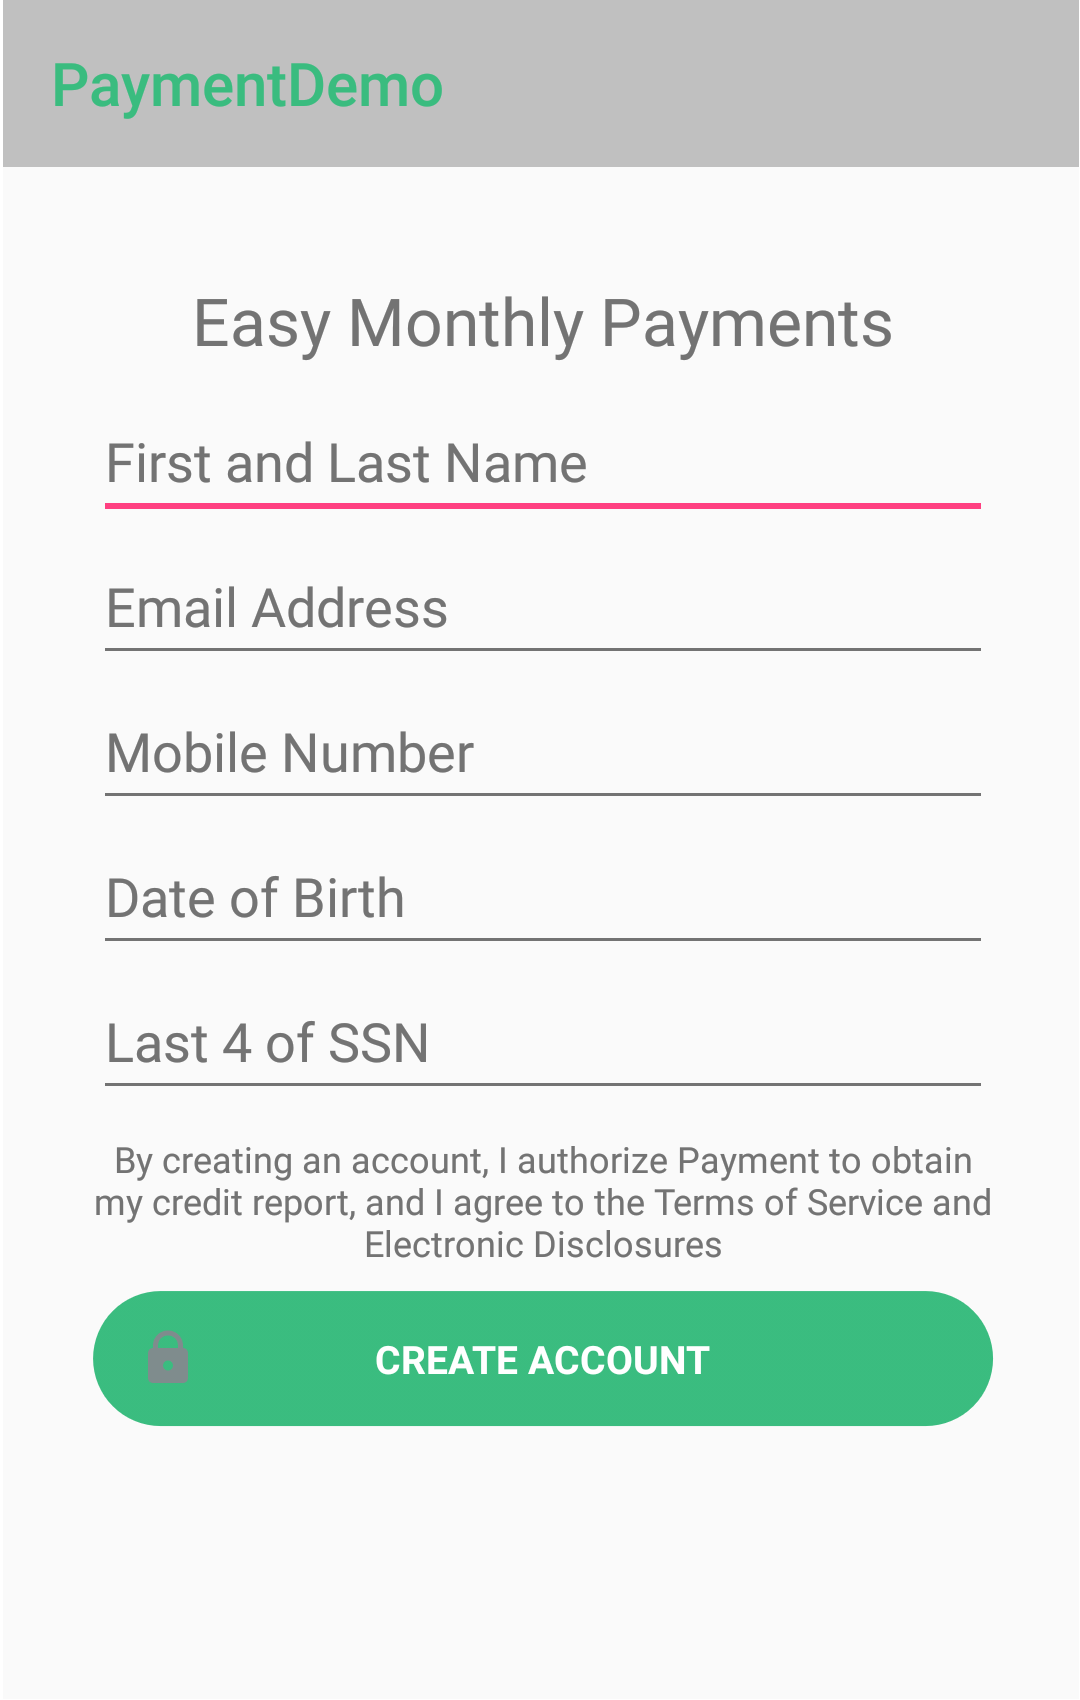 PaymentDemo
Easy Monthly Payments
First and Last Name
Email Address
Mobile Number
Date of Birth
Last 4 of SSN
By creating an account, I authorize Payment to obtain
my credit report, and I agree to the Terms of Service and
Electronic Disclosures
CREATE ACCOUNT